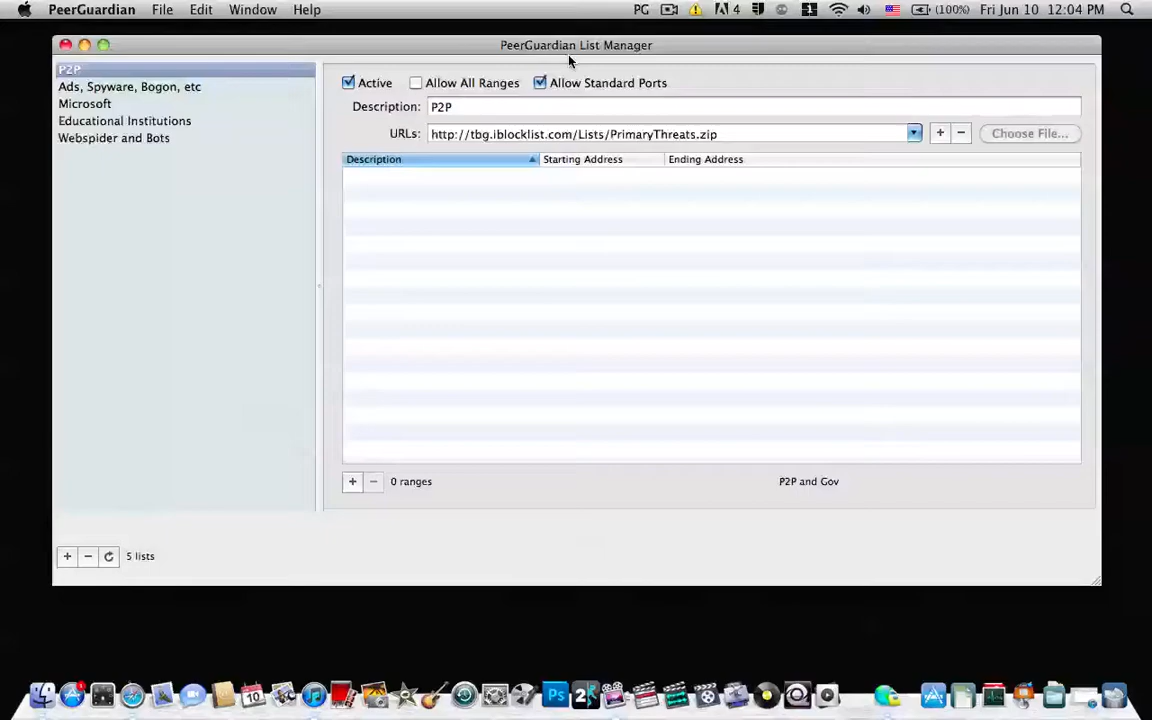 PeerGuardian File Edit Window Help PG 4 (100%) Fri Jun 10 12:04 PM
PeerGuardian List Manager
P2P
Ads, Spyware, Bogon, etc
Microsoft
Educational Institutions
Webspider and Bots
Active Allow All Ranges Allow Standard Ports
Description: P2P
URLs: http://tbg.iblocklist.com/Lists/PrimaryThreats.zip + − Choose File...
Description Starting Address Ending Address
+ − 0 ranges P2P and Gov
+ − 5 lists
Ps 2